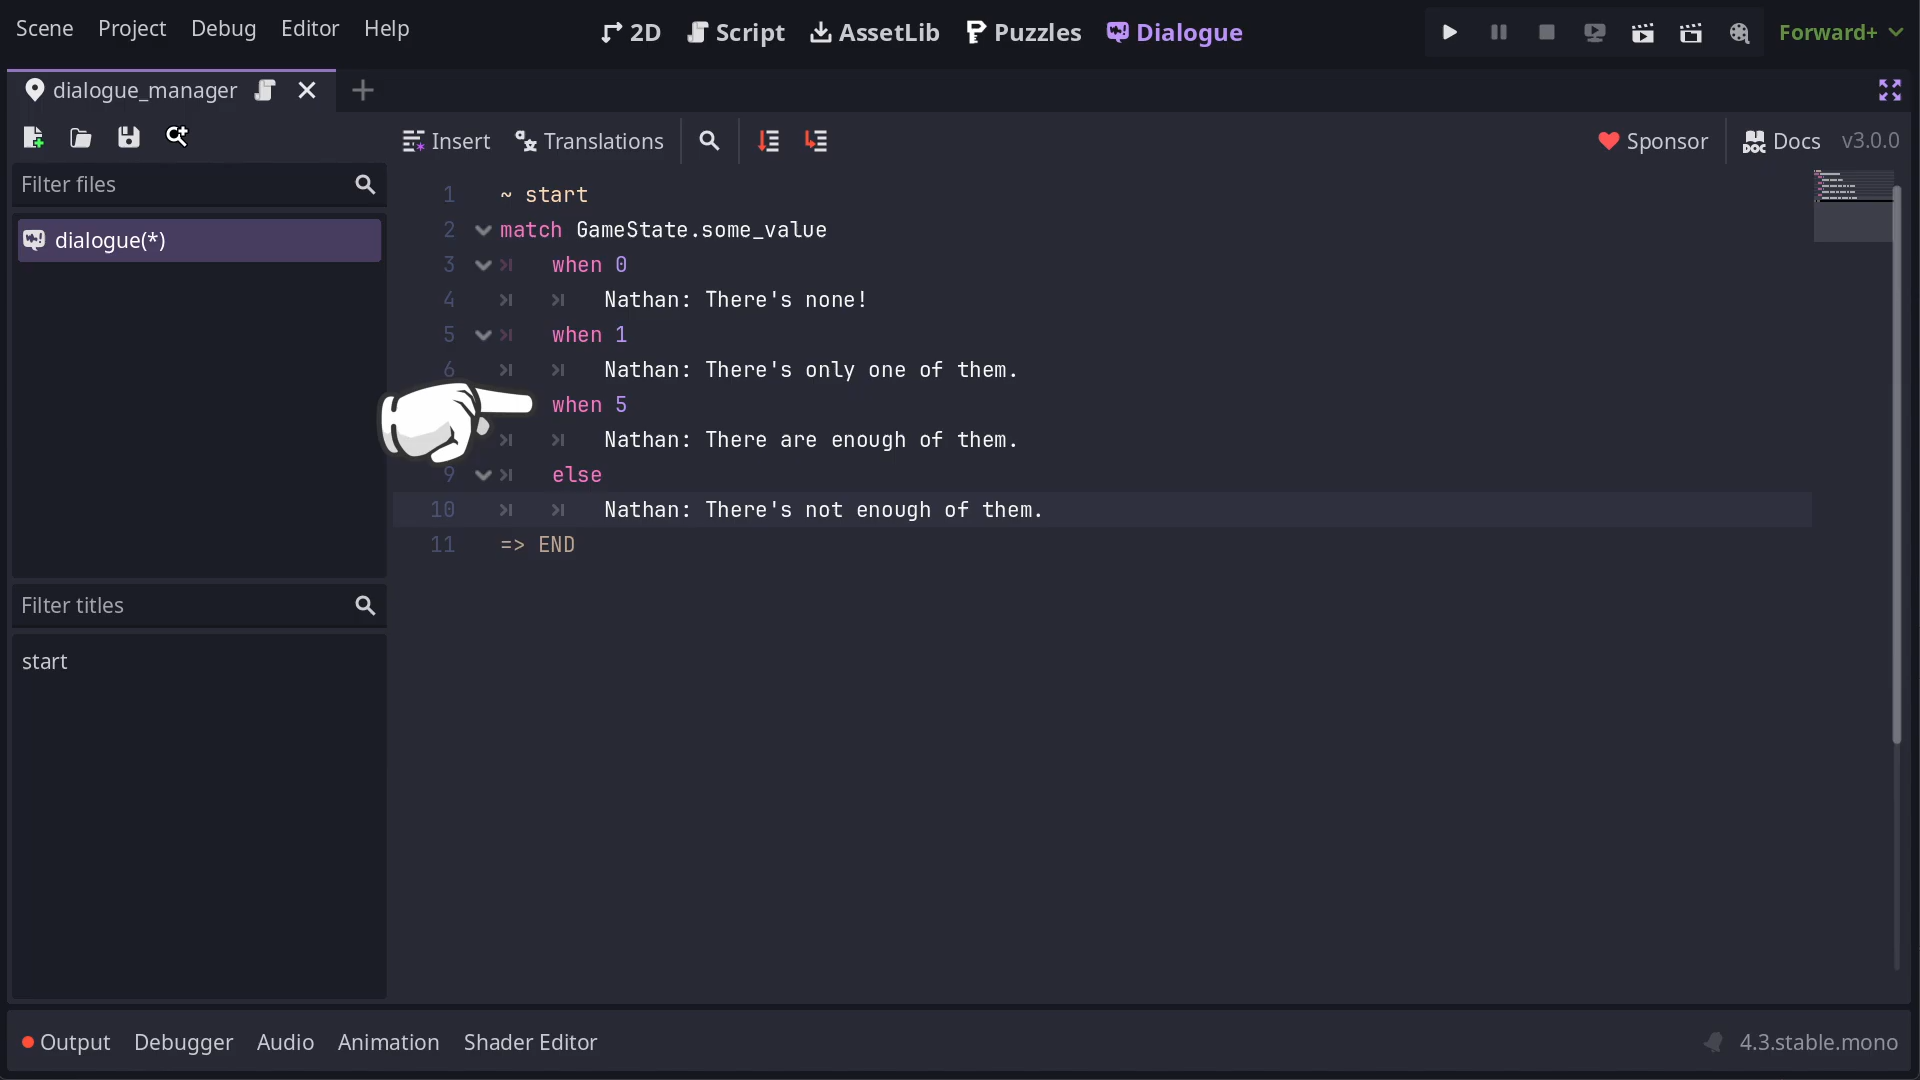 Scene Project Debug Editor Help 2D Script AssetLib Puzzles Dialogue Forward+
dialogue_manager
Insert Translations Sponsor Docs v3.0.0
Filter files
dialogue(*)
Filter titles
start
1 ~ start
2 match GameState.some_value
3 when 0
4 Nathan: There's none!
5 when 1
6 Nathan: There's only one of them.
when 5
Nathan: There are enough of them.
9 else
10 Nathan: There's not enough of them.
11 => END
Output Debugger Audio Animation Shader Editor 4.3.stable.mono